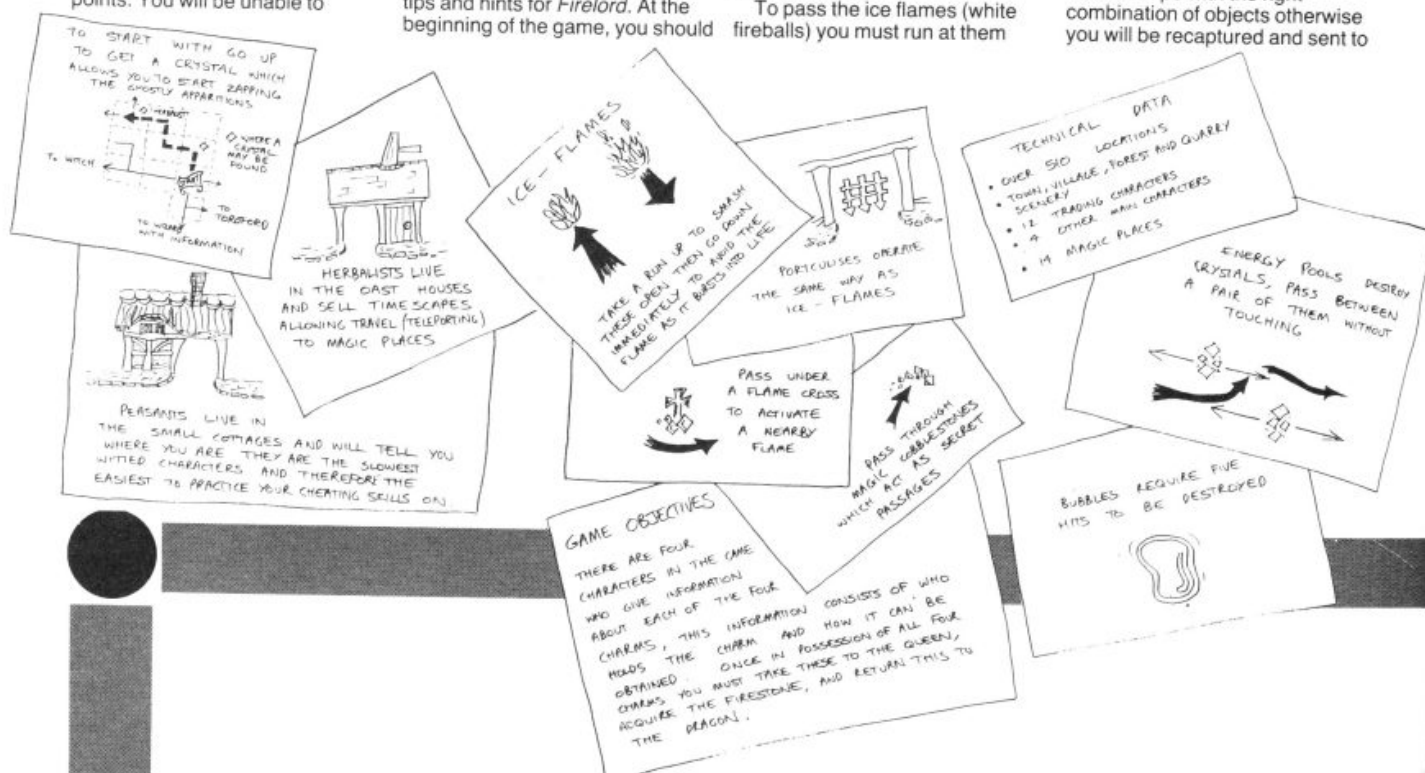 points. You will be unable to
tips and hints for Firelord. At the
beginning of the game, you should
To pass the ice flames (white
fireballs) you must run at them
combination of objects otherwise
you will be recaptured and sent to
TO START WITH GO UP
TO GET A CRYSTAL WHICH
ALLOWS YOU TO START ZAPPING
THE GHOSTLY APPARITIONS
WHERE A
CRYSTAL
MAY BE
FOUND
TO WITCH
START
TO
TOREFORD
TO WIZARD
WITH INFORMATION
HERBALISTS LIVE
IN THE OAST HOUSES
AND SELL TIMESCAPES
ALLOWING TRAVEL (TELEPORTING)
TO MAGIC PLACES
PEASANTS LIVE IN
THE SMALL COTTAGES AND WILL TELL YOU
WHERE YOU ARE THEY ARE THE SLOWEST
WITTED CHARACTERS AND THEREFORE THE
EASIEST TO PRACTICE YOUR CHEATING SKILLS ON
ICE-FLAMES
TAKE A RUN UP TO SMASH
THESE OPEN THEN GO DOWN
IMMEDIATELY TO AVOID THE
FLAME AS IT BURSTS INTO LIFE
PORTCULISES OPERATE
THE SAME WAY AS
ICE-FLAMES
PASS UNDER
A FLAME CROSS
TO ACTIVATE
A NEARBY
FLAME
PASS THROUGH
MAGIC COBBLESTONES
WHICH ACT AS SECRET
PASSAGES
TECHNICAL DATA
• OVER 510 LOCATIONS
• TOWN, VILLAGE, FOREST AND QUARRY
SCENERY
• 12 TRADING CHARACTERS
• 4 OTHER MAIN CHARACTERS
• 14 MAGIC PLACES
ENERGY POOLS DESTROY
CRYSTALS, PASS BETWEEN
A PAIR OF THEM WITHOUT
TOUCHING
BUBBLES REQUIRE FIVE
HITS TO BE DESTROYED
GAME OBJECTIVES
THERE ARE FOUR
CHARACTERS IN THE GAME
WHO GIVE INFORMATION
ABOUT EACH OF THE FOUR
CHARMS, THIS INFORMATION CONSISTS OF WHO
HOLDS THE CHARM AND HOW IT CAN BE
OBTAINED. ONCE IN POSSESSION OF ALL FOUR
CHARMS YOU MUST TAKE THESE TO THE QUEEN,
ACQUIRE THE FIRESTONE, AND RETURN THIS TO
THE DRAGON.